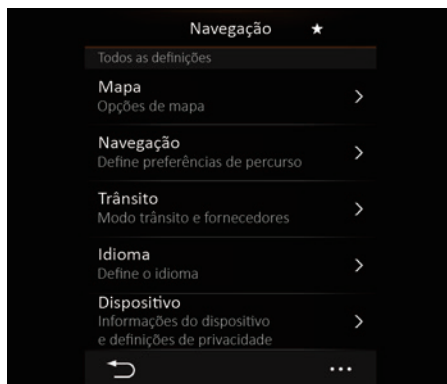 Navegação
Todos as definições
Mapa
Opções de mapa
Navegação
Define preferências de percurso
Trânsito
Modo trânsito e fornecedores
Idioma
Define o idioma
Dispositivo
Informações do dispositivo
e definições de privacidade